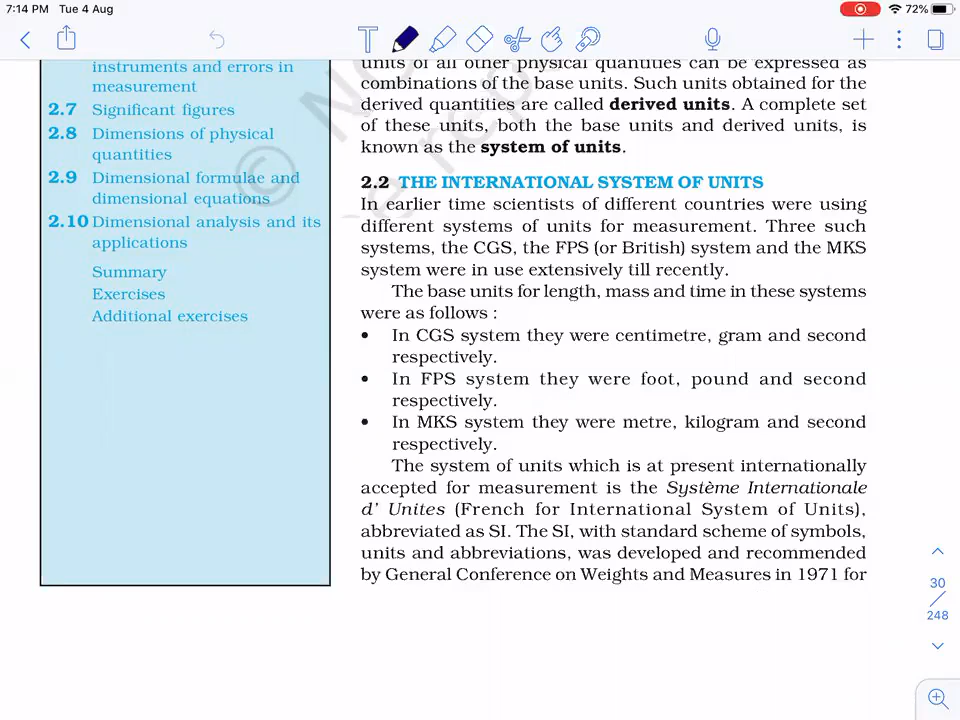 7:14 PM Tue 4 Aug
72%
T
instruments and errors in
measurement
2.7 Significant figures
2.8 Dimensions of physical
quantities
2.9 Dimensional formulae and
dimensional equations
2.10 Dimensional analysis and its
applications
Summary
Exercises
Additional exercises
units of all other physical quantities can be expressed as
combinations of the base units. Such units obtained for the
derived quantities are called derived units. A complete set
of these units, both the base units and derived units, is
known as the system of units.
2.2 THE INTERNATIONAL SYSTEM OF UNITS
In earlier time scientists of different countries were using
different systems of units for measurement. Three such
systems, the CGS, the FPS (or British) system and the MKS
system were in use extensively till recently.
The base units for length, mass and time in these systems
were as follows :
• In CGS system they were centimetre, gram and second
respectively.
• In FPS system they were foot, pound and second
respectively.
• In MKS system they were metre, kilogram and second
respectively.
The system of units which is at present internationally
accepted for measurement is the Système Internationale
d' Unites (French for International System of Units),
abbreviated as SI. The SI, with standard scheme of symbols,
units and abbreviations, was developed and recommended
by General Conference on Weights and Measures in 1971 for
30
248